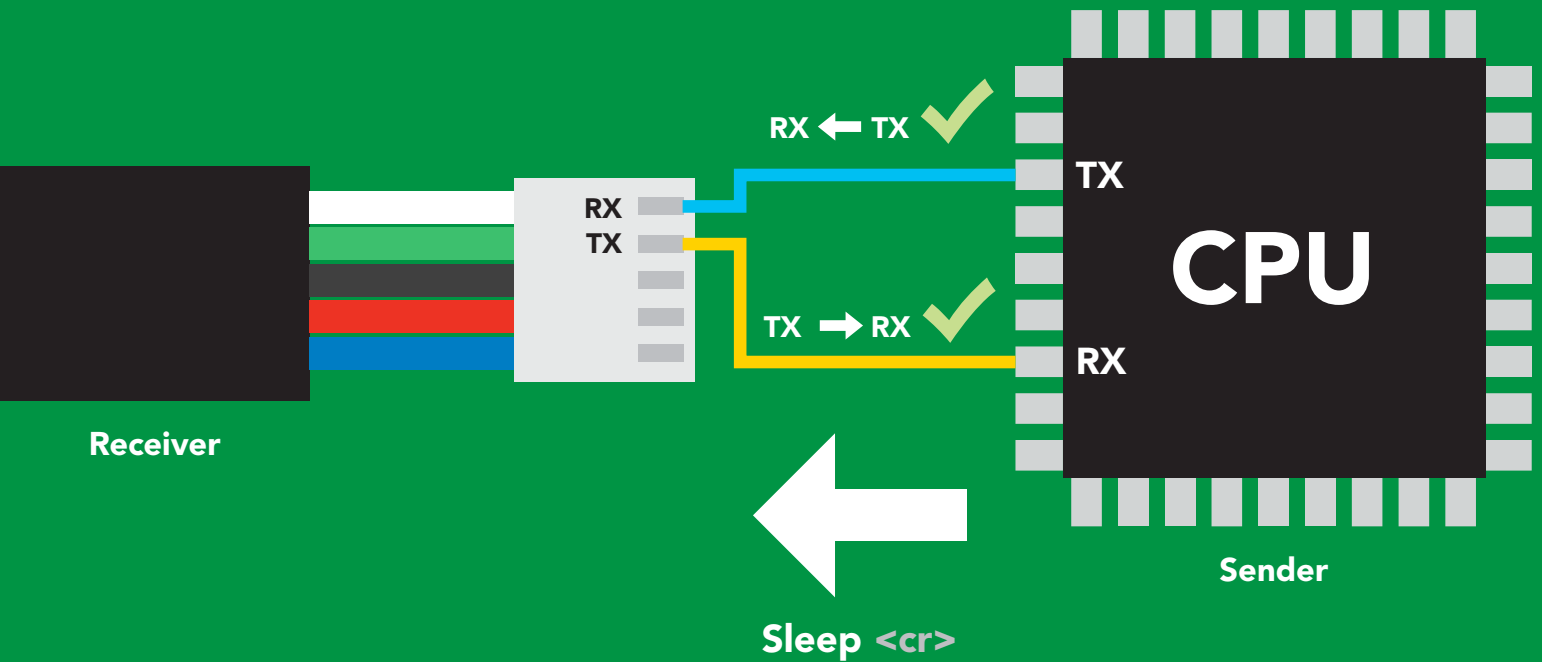 RX ← TX
TX
RX
TX
CPU
TX → RX
RX
Receiver
Sender
Sleep <cr>